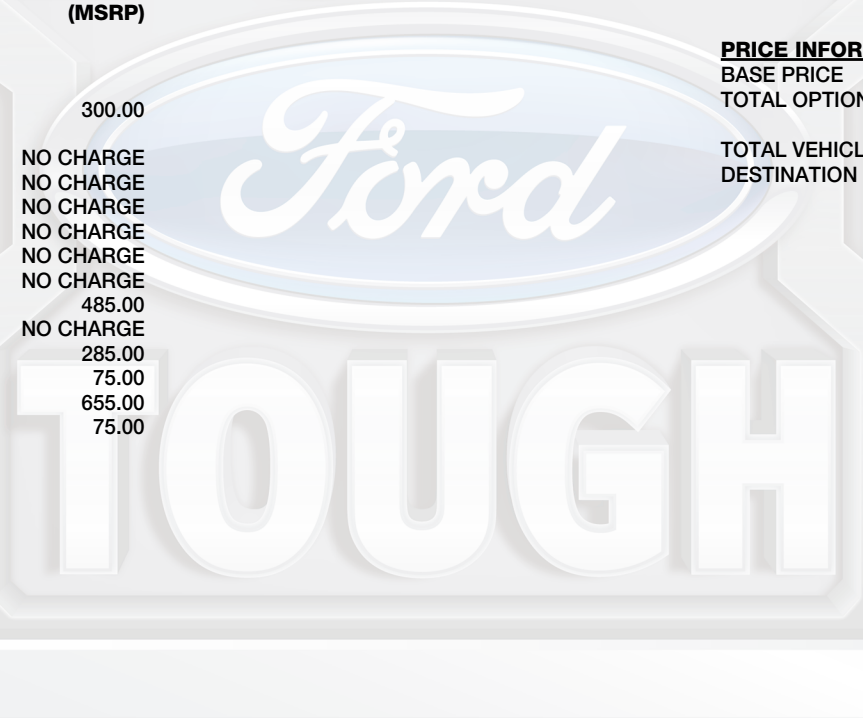 (MSRP)
300.00
NO CHARGE
NO CHARGE
NO CHARGE
NO CHARGE
NO CHARGE
NO CHARGE
485.00
NO CHARGE
285.00
75.00
655.00
75.00
PRICE INFOR
BASE PRICE
TOTAL OPTION
TOTAL VEHICL
DESTINATION
Ford
TOUGH